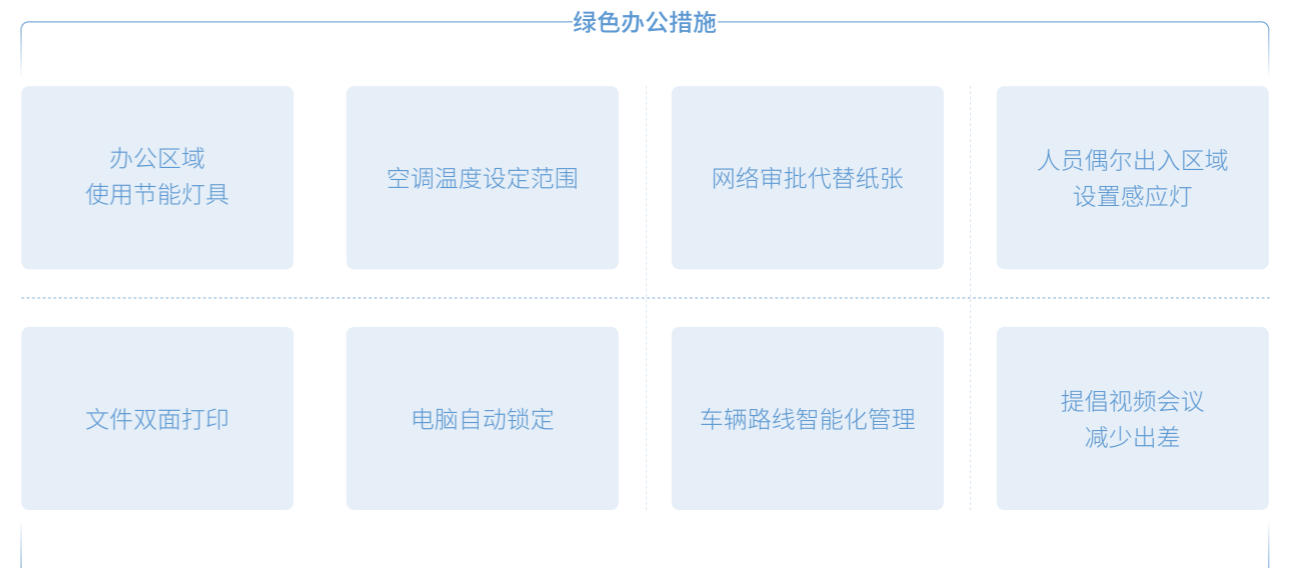 绿色办公措施
办公区域
使用节能灯具
空调温度设定范围
网络审批代替纸张
人员偶尔出入区域
设置感应灯
文件双面打印
电脑自动锁定
车辆路线智能化管理
提倡视频会议
减少出差